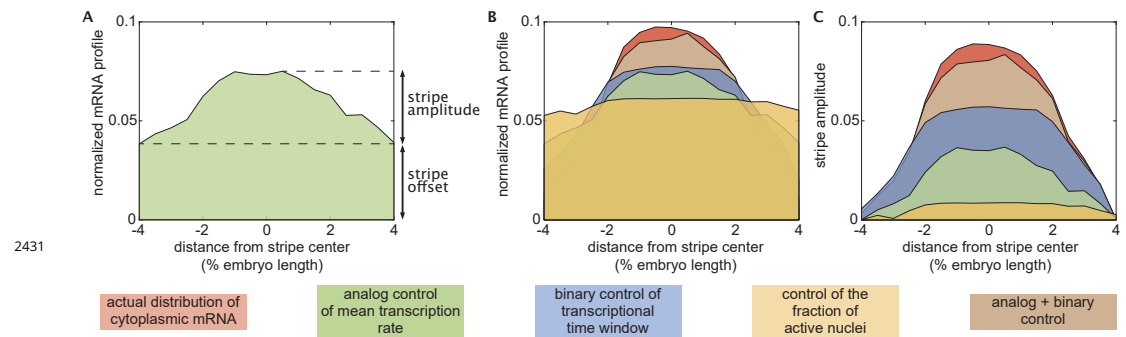 A
B
C
0.1
0.05
0
normalized mRNA profile
-4
-2
0
2
4
distance from stripe center
(% embryo length)
stripe
amplitude
stripe
offset
0.1
0.05
0
normalized mRNA profile
-4
-2
0
2
4
distance from stripe center
(% embryo length)
0.1
0.05
0
stripe amplitude
-4
-2
0
2
4
distance from stripe center
(% embryo length)
2431
actual distribution of
cytoplasmic mRNA
analog control
of mean transcription
rate
binary control of
transcriptional
time window
control of the
fraction of
active nuclei
analog + binary
control